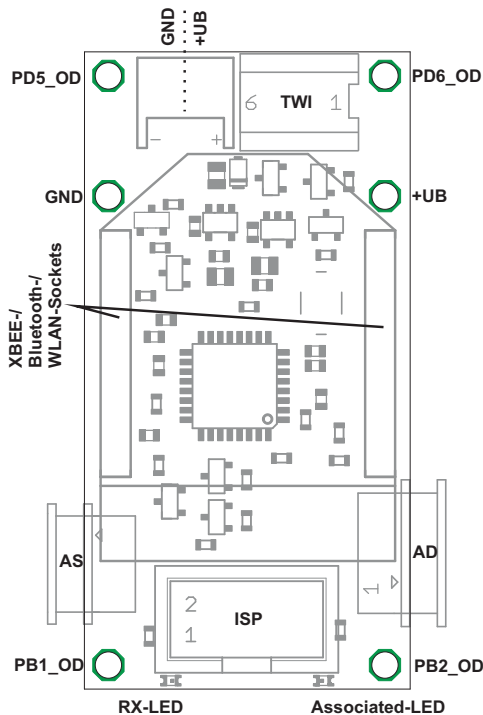 GND
+UB
PD5_OD
PD6_OD
6 TWI 1
- +
GND
+UB
XBEE-/
Bluetooth-/
WLAN-Sockets
AS
AD
1
2
1
ISP
PB1_OD
PB2_OD
RX-LED
Associated-LED